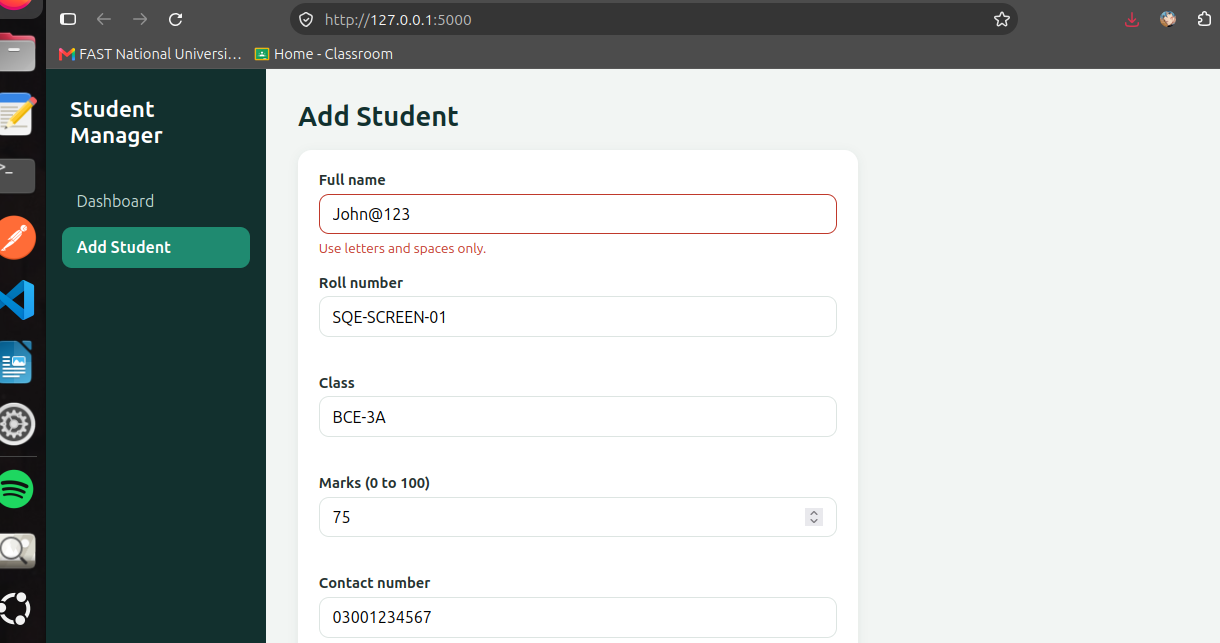 http://127.0.0.1:5000
FAST National Universi...
Home - Classroom
Student
Manager
Dashboard
Add Student
Add Student
Full name
John@123
Use letters and spaces only.
Roll number
SQE-SCREEN-01
Class
BCE-3A
Marks (0 to 100)
75
Contact number
03001234567